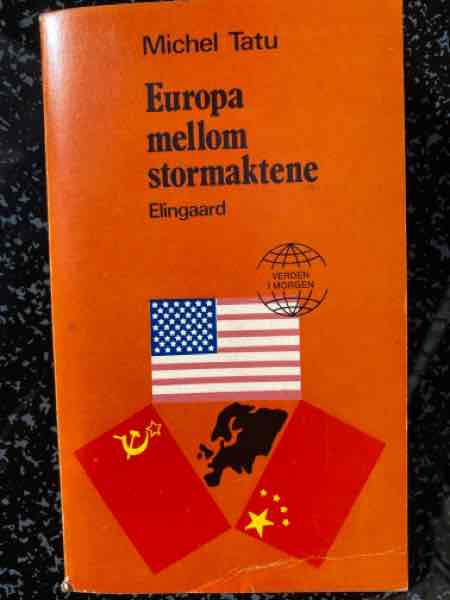 Michel Tatu
Europa
mellom
stormaktene
Elingaard
VERDEN
I MORGEN